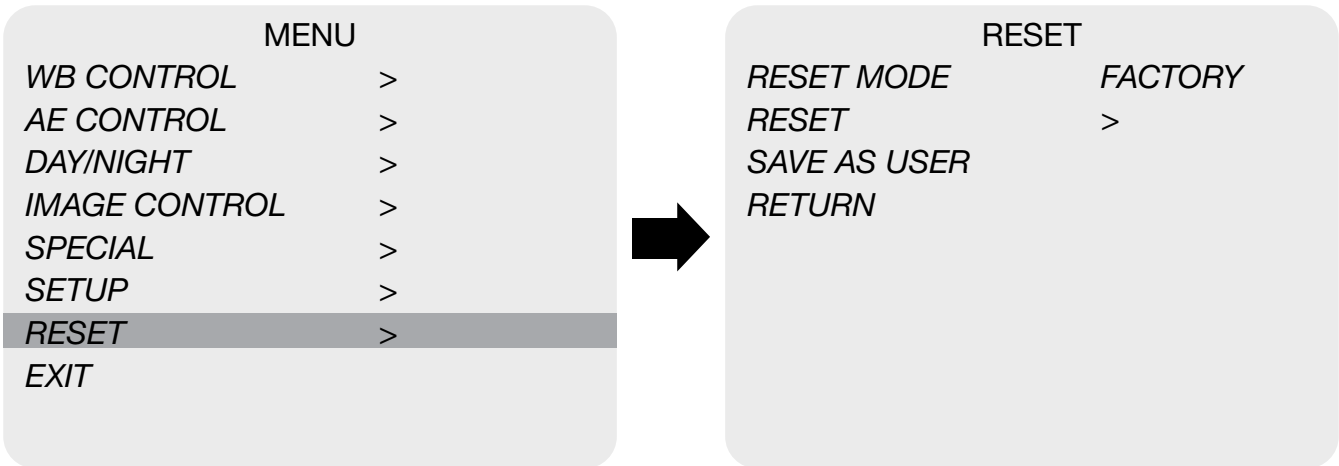 MENU
WB CONTROL >
AE CONTROL >
DAY/NIGHT >
IMAGE CONTROL >
SPECIAL >
SETUP >
RESET >
EXIT
RESET
RESET MODE FACTORY
RESET >
SAVE AS USER
RETURN